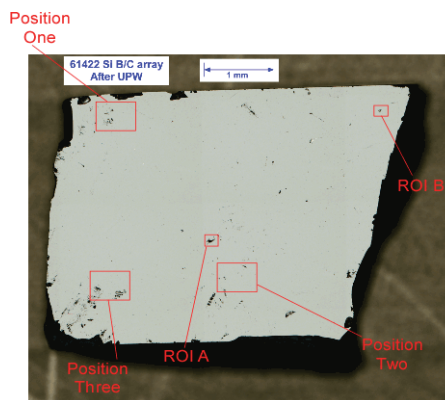 Position
One
61422 SI B/C array
After UPW
1 mm
ROI B
ROI A
Position
Two
Position
Three